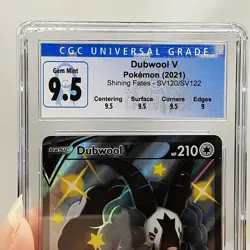 CGC UNIVERSAL GRADE
Gem Mint
9.5
Dubwool V
Pokémon (2021)
Shining Fates - SV120/SV122
Centering Surface Corners Edges
9.5 9.5 9.5 9
BASIC Dubwool V HP 210